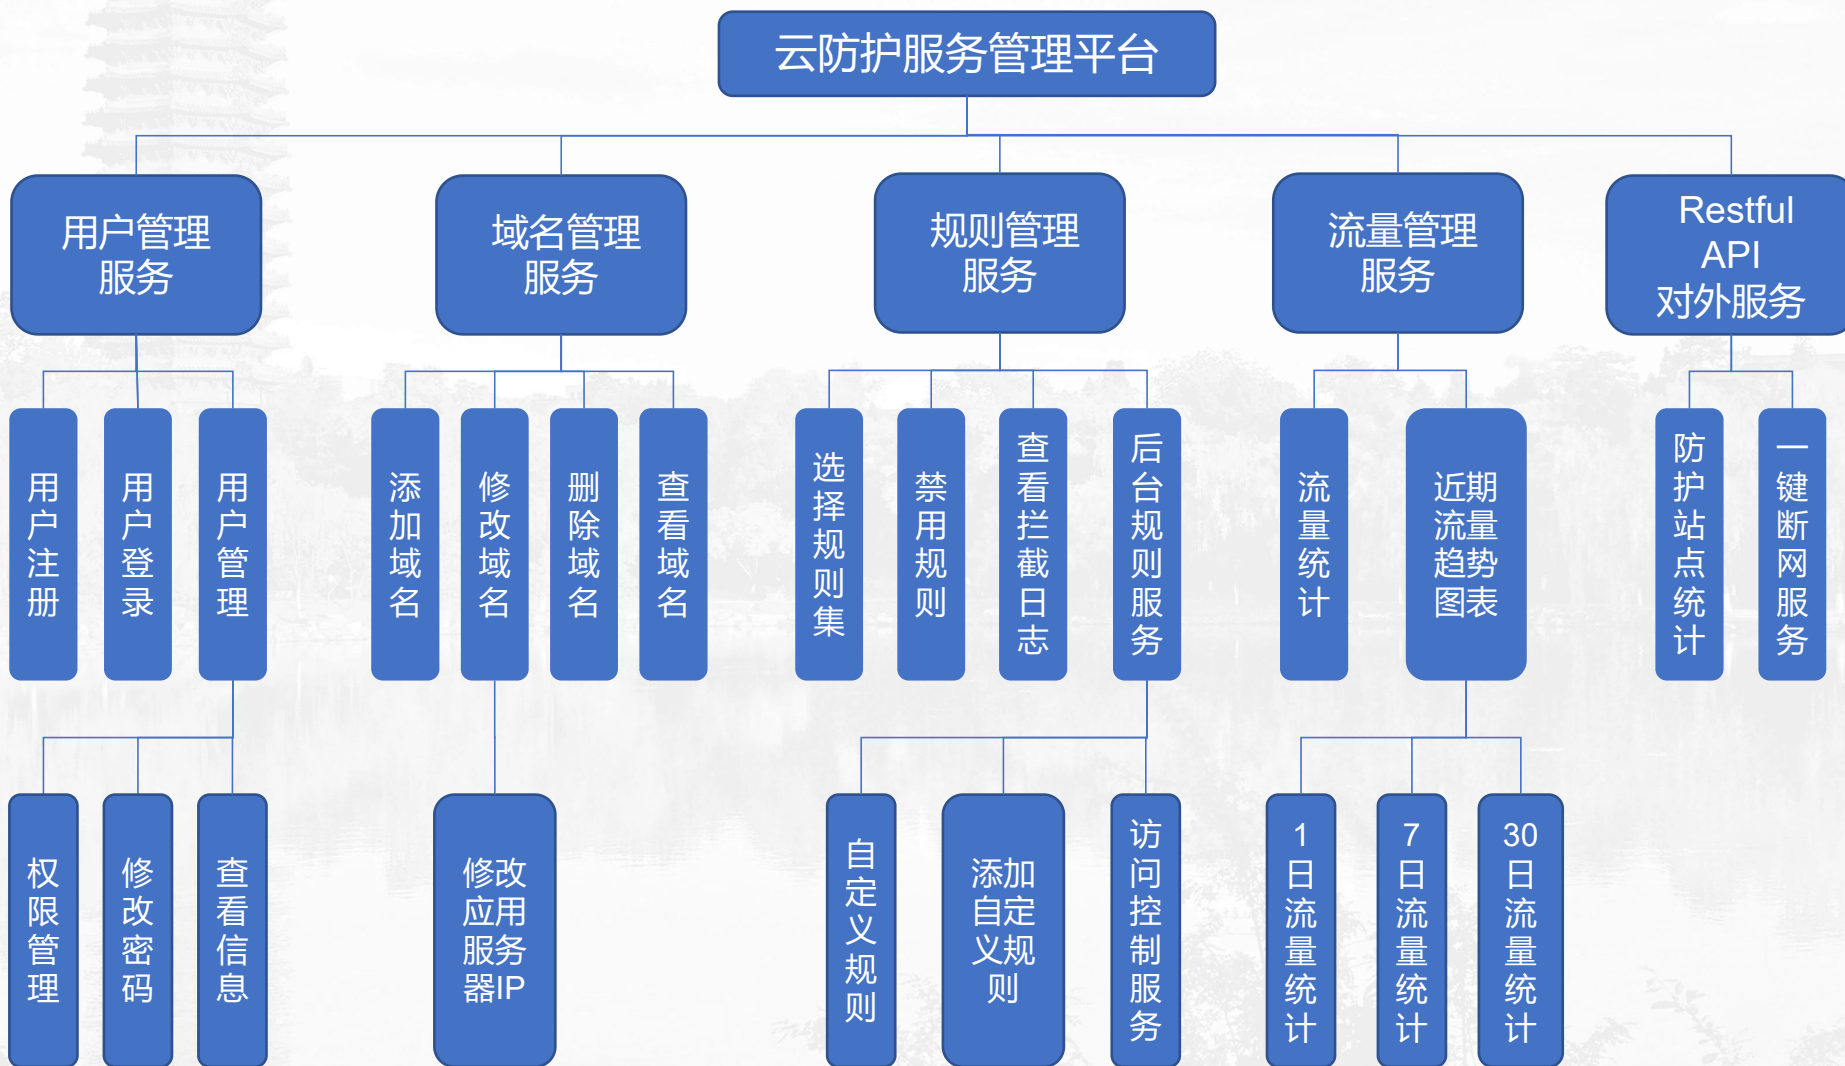 云防护服务管理平台
用户管理
服务
域名管理
服务
规则管理
服务
流量管理
服务
Restful
API
对外服务
用户注册
用户登录
用户管理
添加域名
修改域名
删除域名
查看域名
选择规则集
禁用规则
查看拦截日志
后台规则服务
流量统计
近期
流量
趋势
图表
防护站点统计
一键断网服务
权限管理
修改密码
查看信息
修改
应用
服务
器IP
自定义规则
添加
自定
义规
则
访问控制服务
1日流量统计
7日流量统计
30日流量统计